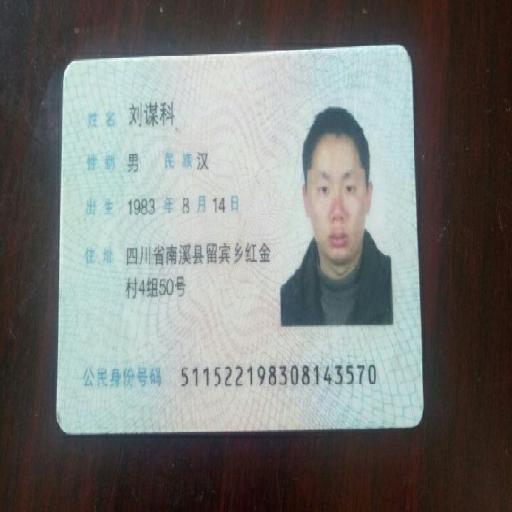 姓名 刘谋科
性别 男 民族 汉
出生 1983 年 8 月 14 日
住址 四川省南溪县留宾乡红金
村4组50号
公民身份号码 511522198308143570